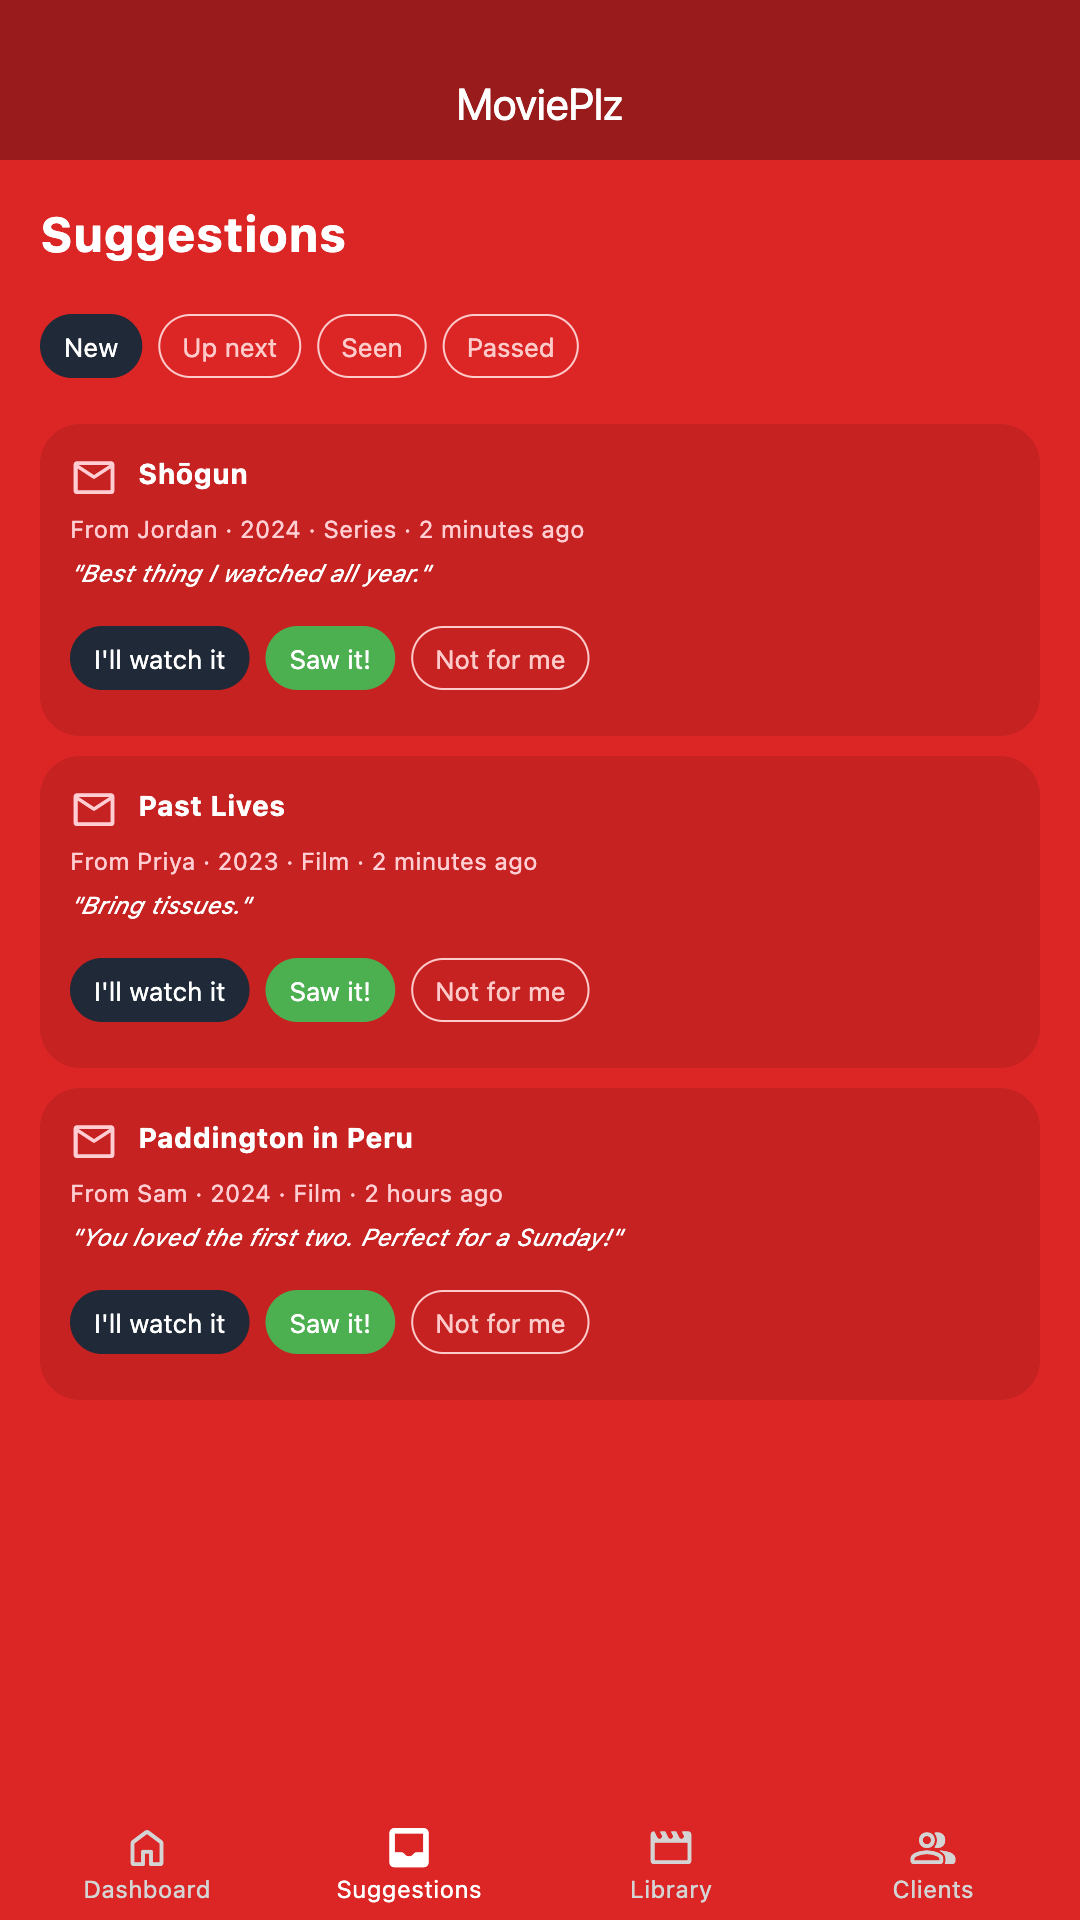 MoviePlz
Suggestions
New Up next Seen Passed
Shōgun
From Jordan · 2024 · Series · 2 minutes ago
"Best thing I watched all year."
I'll watch it Saw it! Not for me
Past Lives
From Priya · 2023 · Film · 2 minutes ago
"Bring tissues."
I'll watch it Saw it! Not for me
Paddington in Peru
From Sam · 2024 · Film · 2 hours ago
"You loved the first two. Perfect for a Sunday!"
I'll watch it Saw it! Not for me
Dashboard Suggestions Library Clients